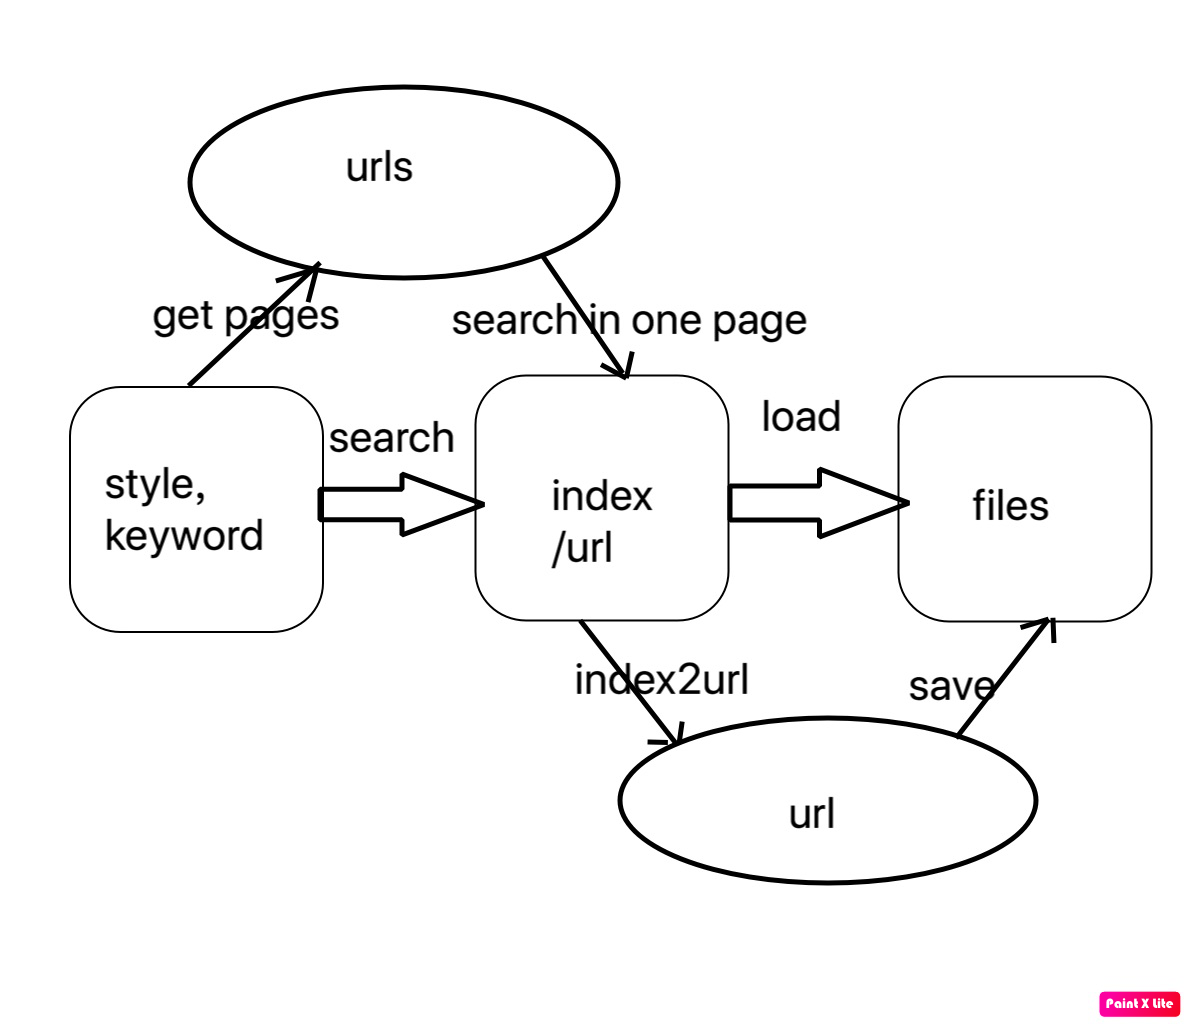 urls
get pages
search in one page
style,
keyword
search
index
/url
load
files
index2url
save
url
Paint X Lite